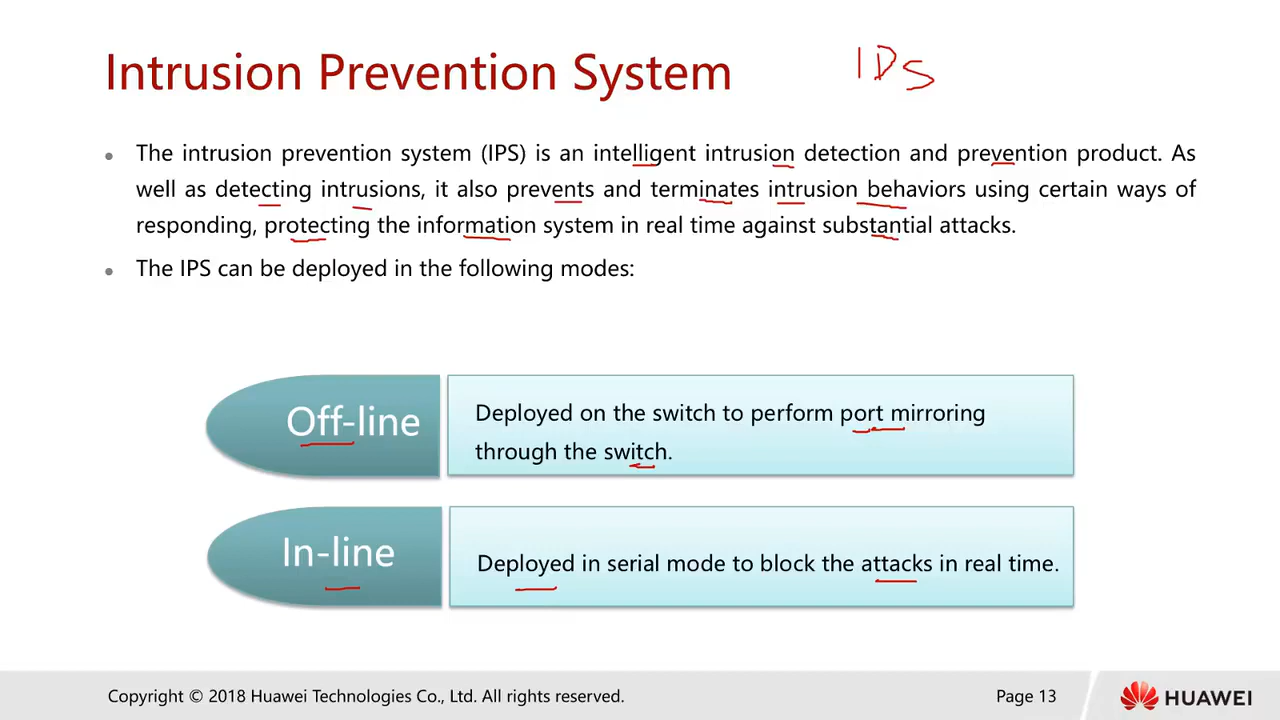 Intrusion Prevention System
IDS
The intrusion prevention system (IPS) is an intelligent intrusion detection and prevention product. As
well as detecting intrusions, it also prevents and terminates intrusion behaviors using certain ways of
responding, protecting the information system in real time against substantial attacks.
The IPS can be deployed in the following modes:
Off-line
Deployed on the switch to perform port mirroring
through the switch.
In-line
Deployed in serial mode to block the attacks in real time.
Copyright © 2018 Huawei Technologies Co., Ltd. All rights reserved.
Page 13
HUAWEI